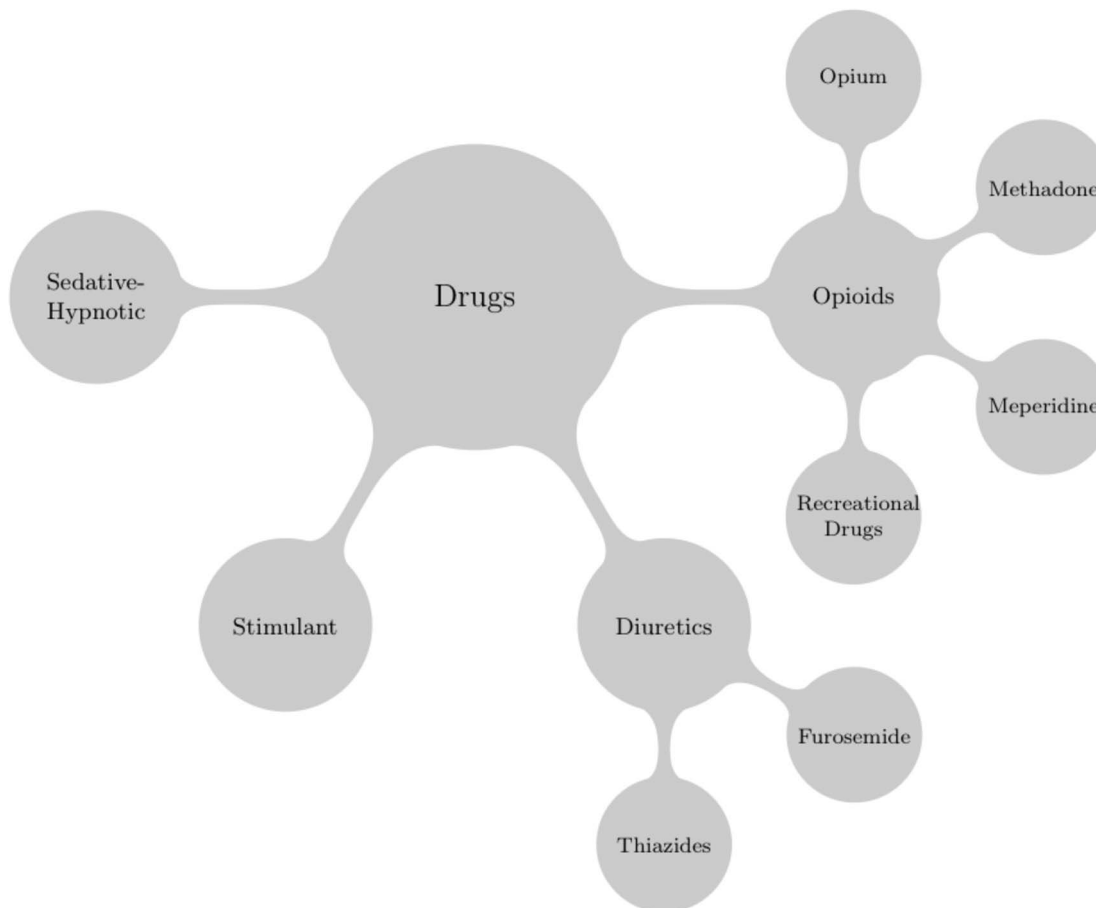 Opium
Methadone
Sedative-
Hypnotic
Drugs
Opioids
Meperidine
Recreational
Drugs
Stimulant
Diuretics
Furosemide
Thiazides